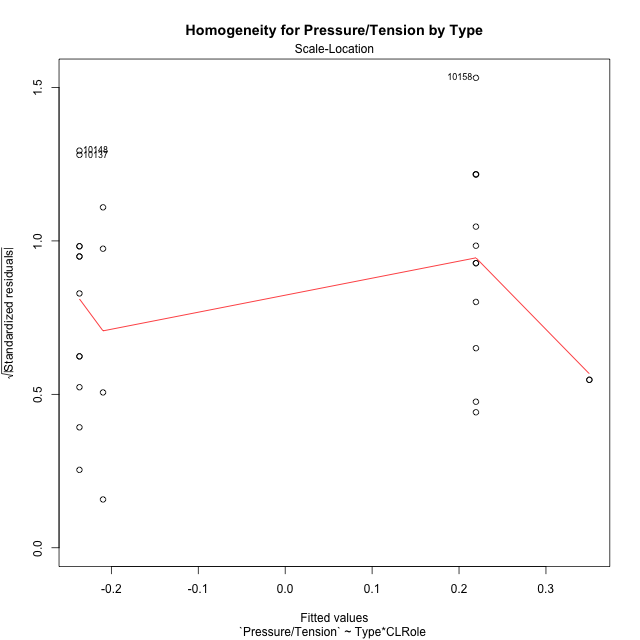 Homogeneity for Pressure/Tension by Type
Scale-Location
10158
10148
10137
1.5
1.0
0.5
0.0
√|Standardized residuals|
-0.2 -0.1 0.0 0.1 0.2 0.3
Fitted values
`Pressure/Tension` ~ Type*CLRole